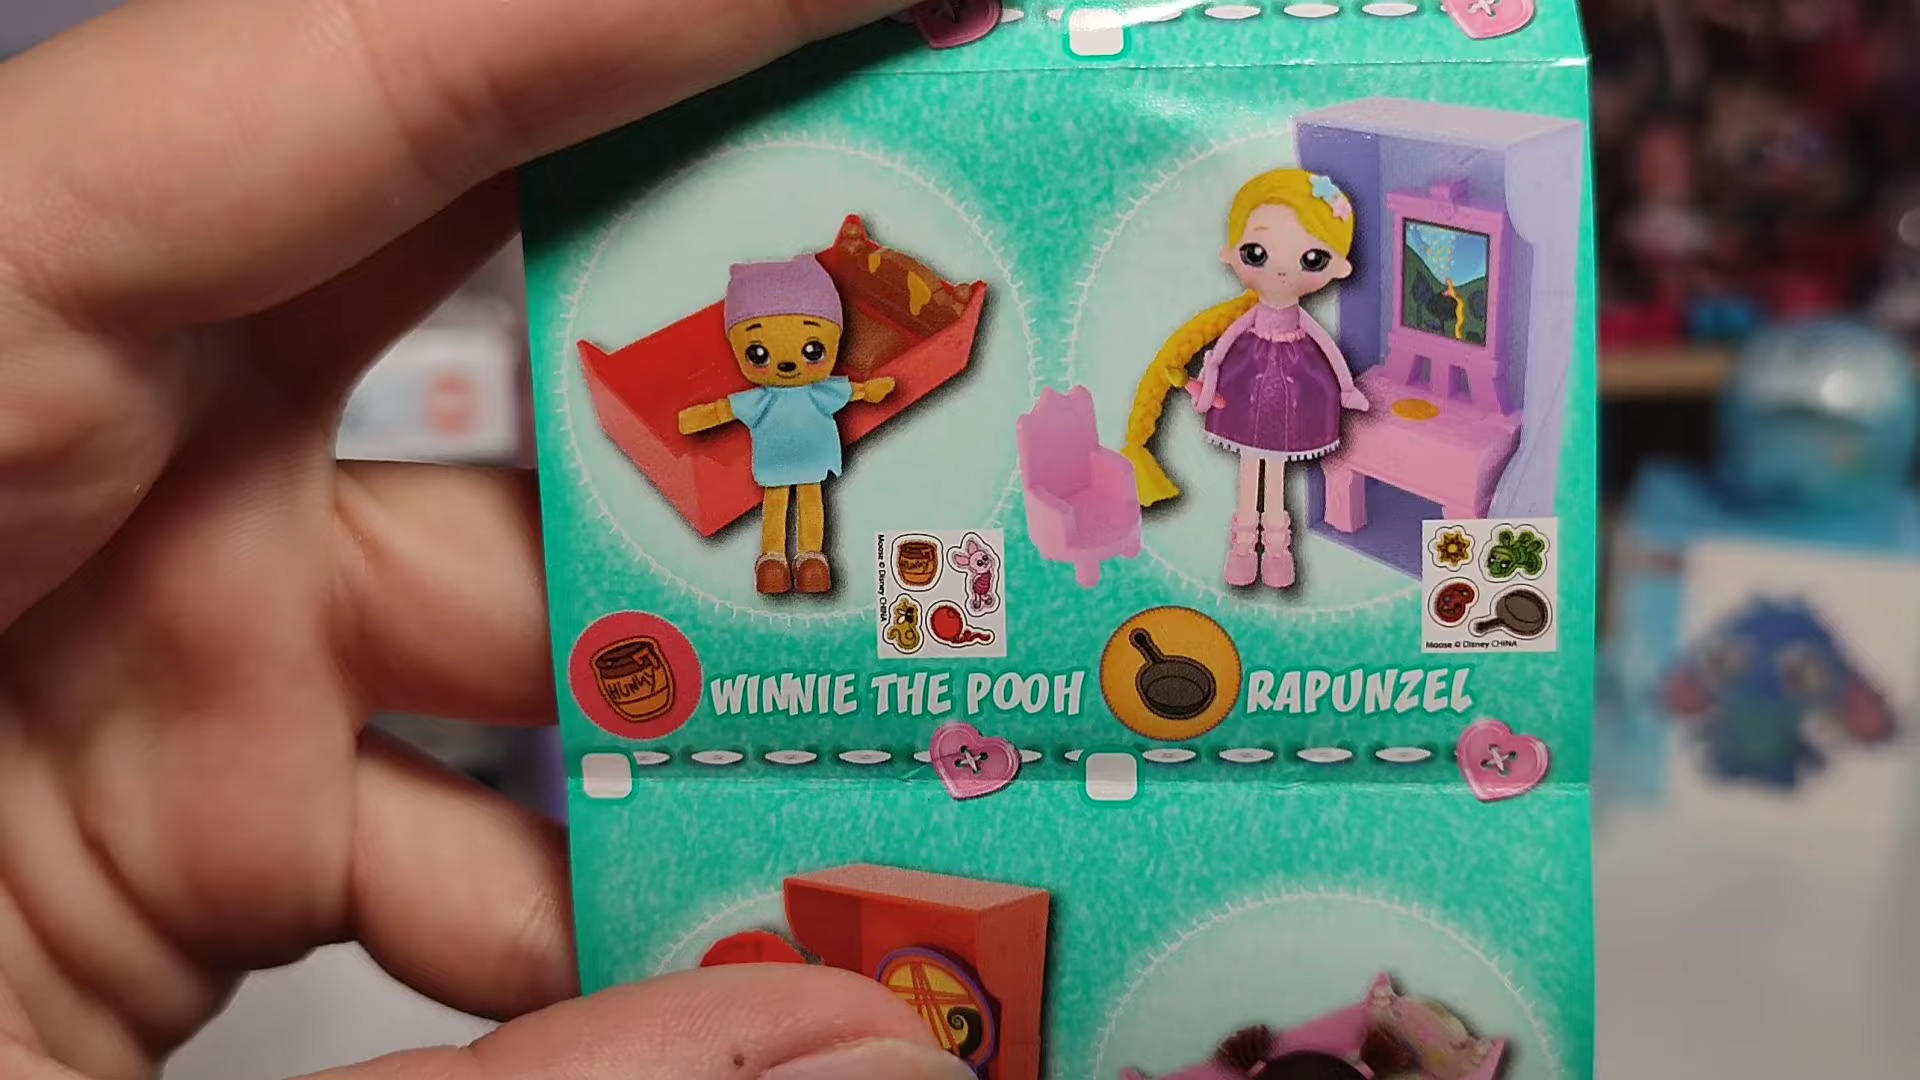 HUNNY
Moose © Disney CHINA
Moose © Disney CHINA
HUNNY
WINNIE THE POOH
RAPUNZEL